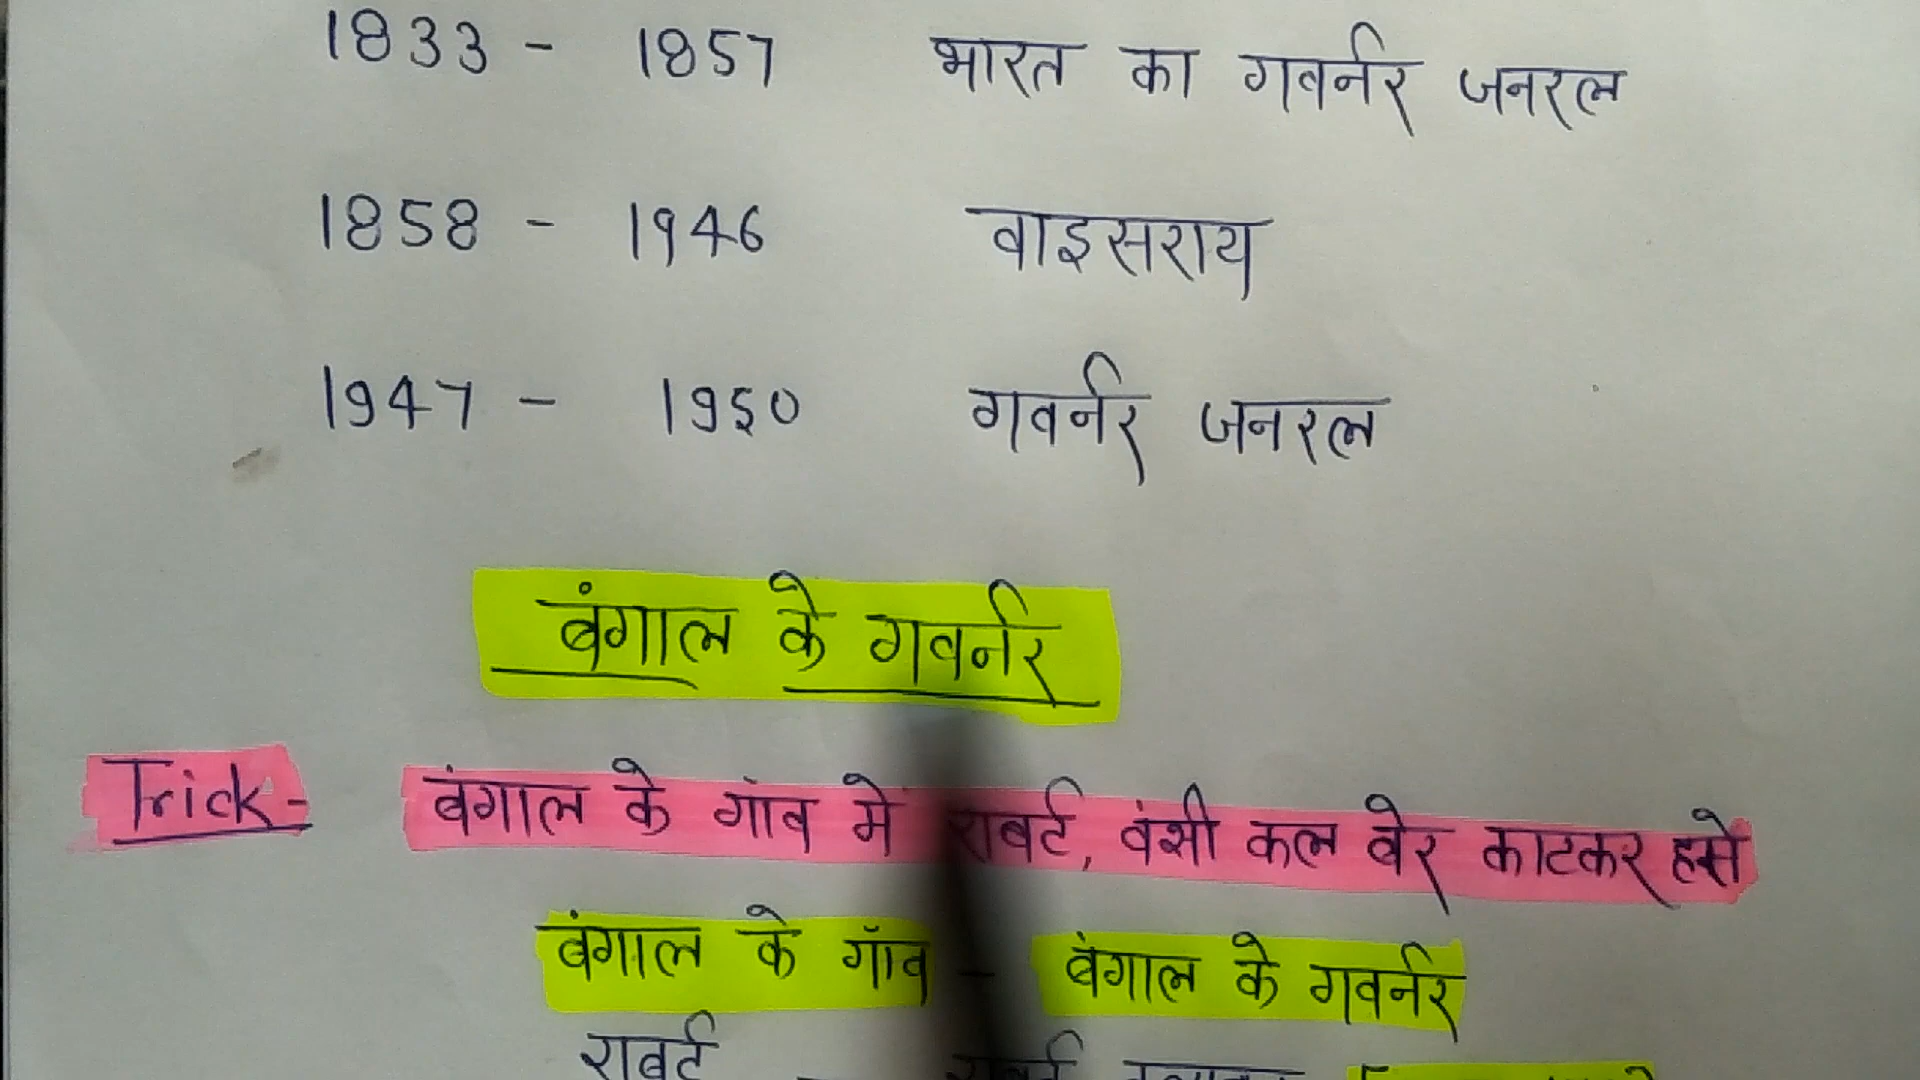 1833 - 1857 भारत का गवर्नर जनरल
1858 - 1946 वाइसराय
1947 - 1950 गवर्नर जनरल
बंगाल के गवर्नर
Trick- बंगाल के गांव में राबर्ट, वंशी कल बेर काटकर हसे
बंगाल के गॉव - बंगाल के गवर्नर
राबर्ट